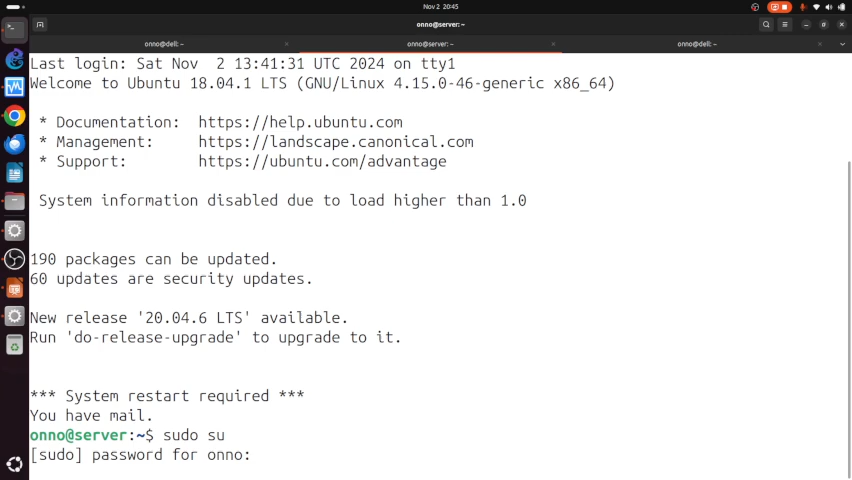 Nov 2 20:45
onno@server: ~
onno@dell: ~
onno@server: ~
onno@dell: ~
Last login: Sat Nov  2 13:41:31 UTC 2024 on tty1
Welcome to Ubuntu 18.04.1 LTS (GNU/Linux 4.15.0-46-generic x86_64)
* Documentation:  https://help.ubuntu.com
* Management:     https://landscape.canonical.com
* Support:        https://ubuntu.com/advantage
System information disabled due to load higher than 1.0
190 packages can be updated.
60 updates are security updates.
New release '20.04.6 LTS' available.
Run 'do-release-upgrade' to upgrade to it.
*** System restart required ***
You have mail.
onno@server:~$ sudo su
[sudo] password for onno: